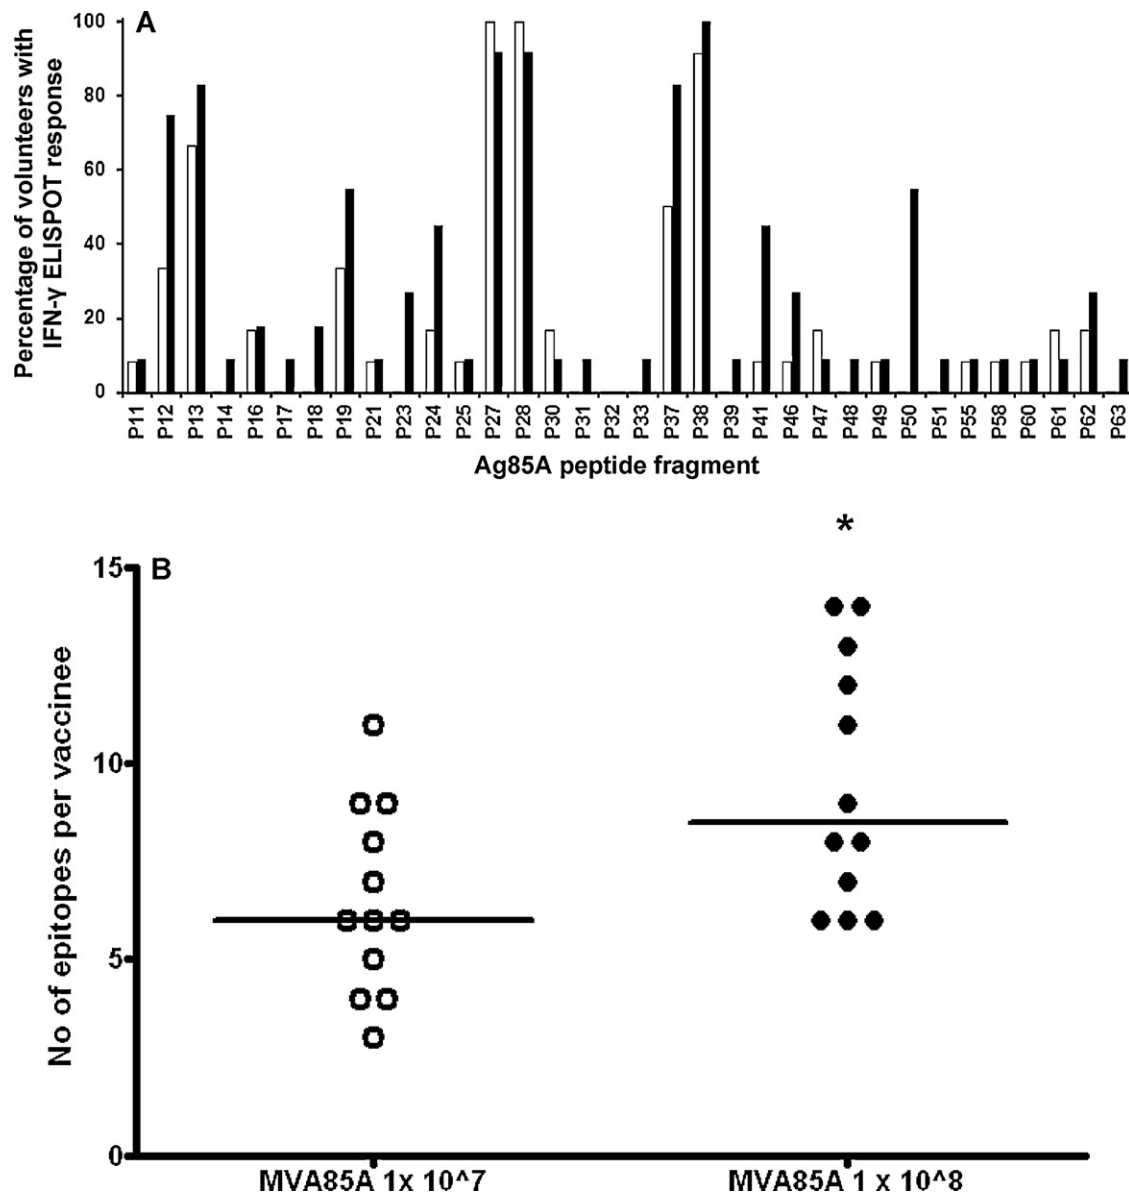 A
Percentage of volunteers with
IFN-γ ELISPOT response
100
80
60
40
20
0
P11 P12 P13 P14 P16 P17 P18 P19 P21 P23 P24 P25 P27 P28 P30 P31 P32 P33 P37 P38 P39 P41 P46 P47 P48 P49 P50 P51 P55 P58 P60 P61 P62 P63
Ag85A peptide fragment
*
B
No of epitopes per vaccinee
15
10
5
0
MVA85A 1x 10^7 MVA85A 1 x 10^8